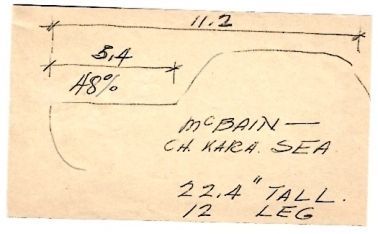 11.2
5.4
48%
McBAIN —
CH. KARA. SEA
22.4" TALL.
12 LEG